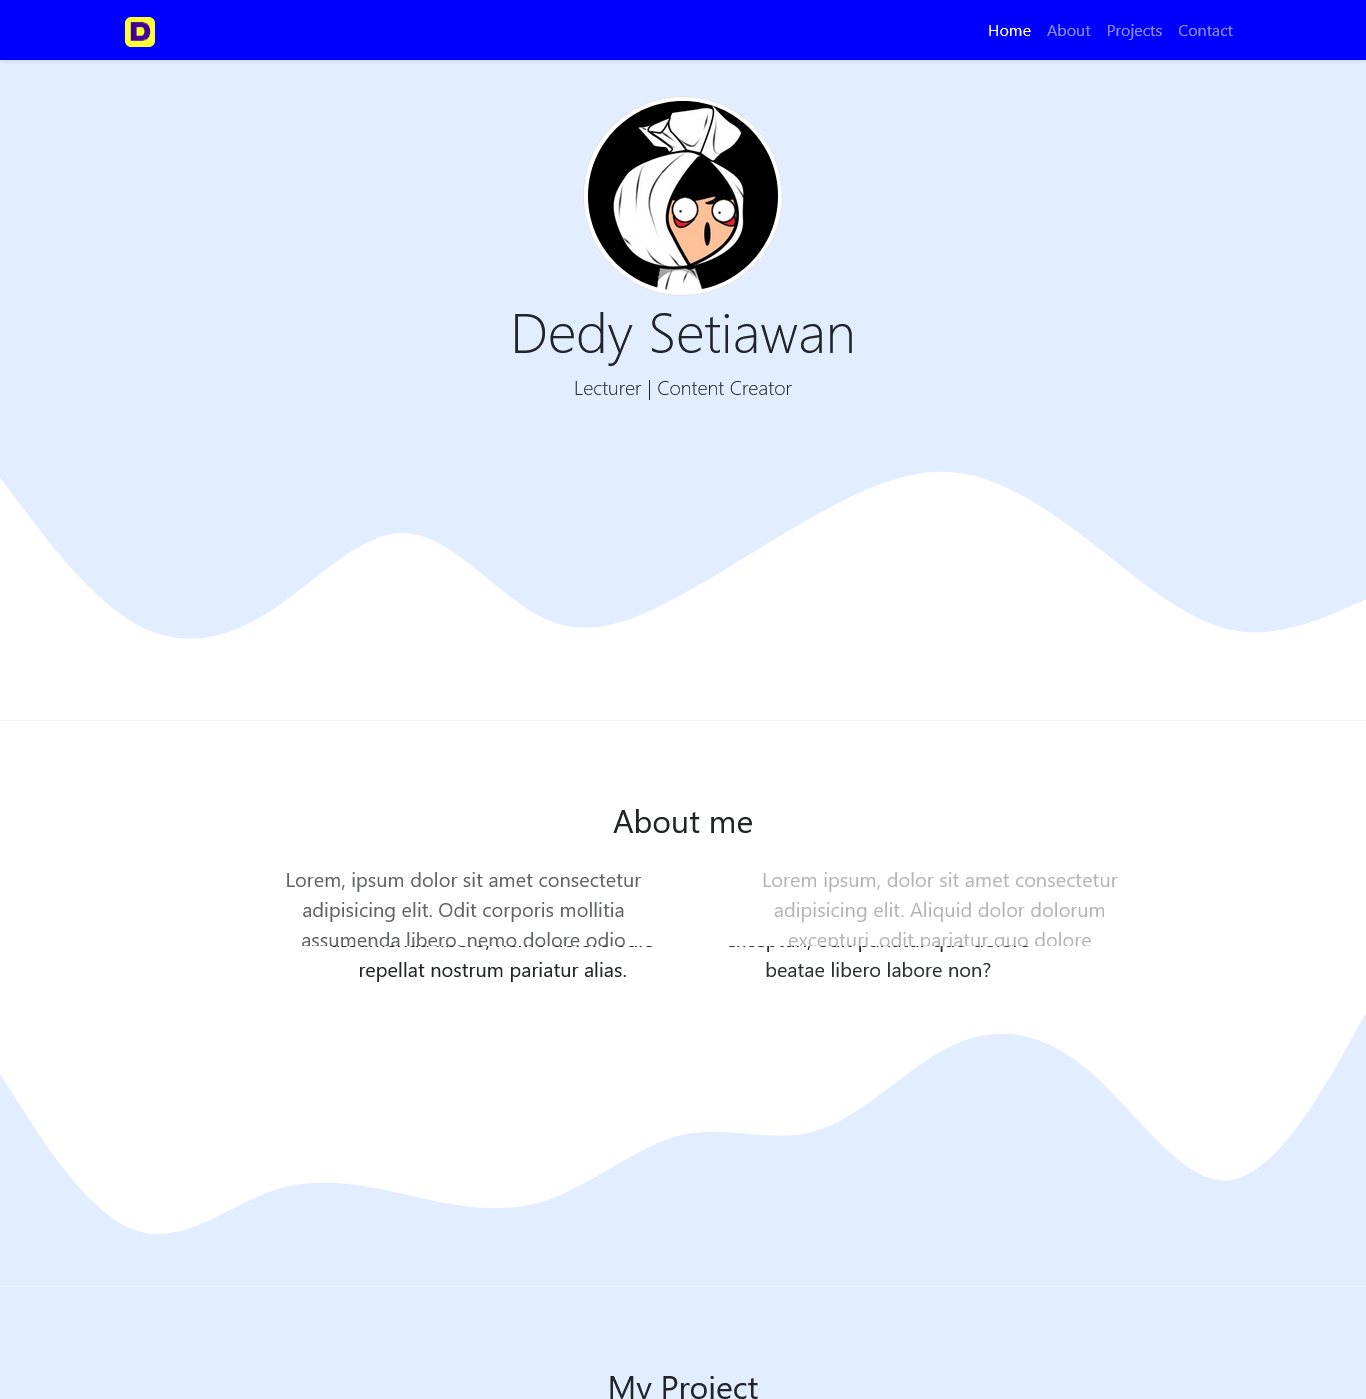 D
Home About Projects Contact
Dedy Setiawan
Lecturer | Content Creator
About me
Lorem, ipsum dolor sit amet consectetur
adipisicing elit. Odit corporis mollitia
assumenda libero, nemo dolore odio
repellat nostrum pariatur alias.
Lorem ipsum, dolor sit amet consectetur
adipisicing elit. Aliquid dolor dolorum
excepturi, odit pariatur quo dolore
beatae libero labore non?
My Project